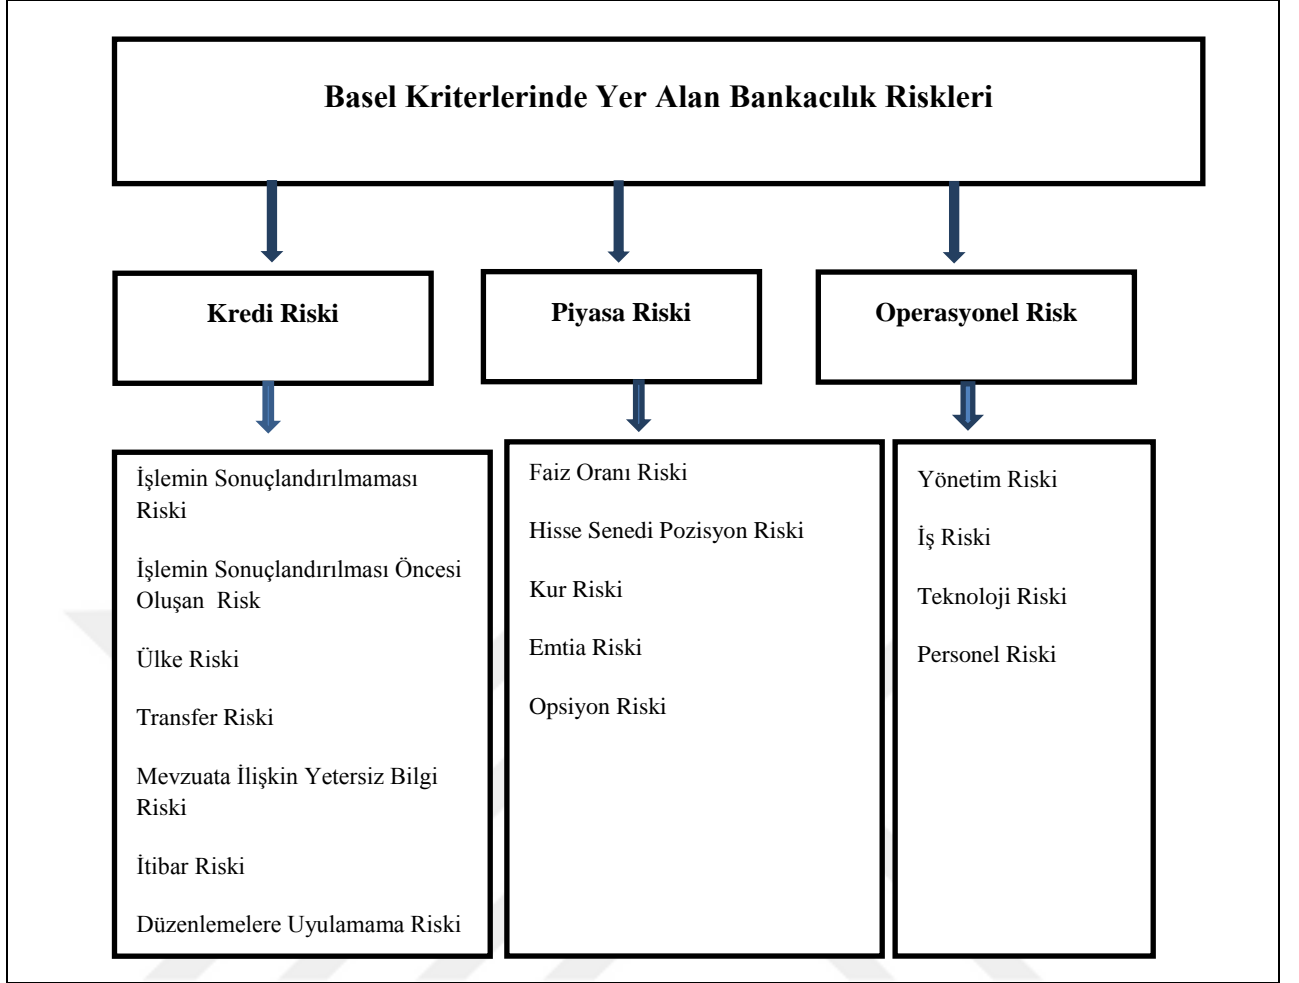 Basel Kriterlerinde Yer Alan Bankacılık Riskleri
Kredi Riski
Piyasa Riski
Operasyonel Risk
İşlemin Sonuçlandırılmaması
Riski
İşlemin Sonuçlandırılması Öncesi
Oluşan Risk
Ülke Riski
Transfer Riski
Mevzuata İlişkin Yetersiz Bilgi
Riski
İtibar Riski
Düzenlemelere Uyulamama Riski
Faiz Oranı Riski
Hisse Senedi Pozisyon Riski
Kur Riski
Emtia Riski
Opsiyon Riski
Yönetim Riski
İş Riski
Teknoloji Riski
Personel Riski